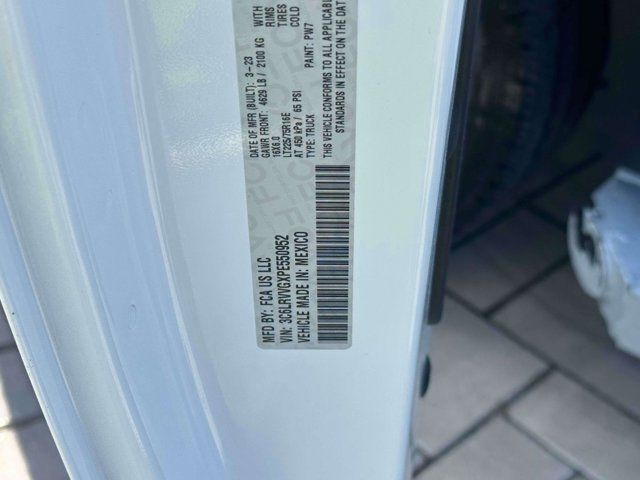 MFD BY: FCA US LLC
DATE OF MFR (BUILT): 3-23
GAWR FRONT: 4629 LB / 2100 KG WITH
16X6.0 RIMS
LT225/75R16E TIRES
AT 450 kPa / 65 PSI COLD
VIN: 3C6LRVVGXPE550952
TYPE: TRUCK PAINT: PW7
VEHICLE MADE IN: MEXICO
THIS VEHICLE CONFORMS TO ALL APPLICABLE
STANDARDS IN EFFECT ON THE DATE